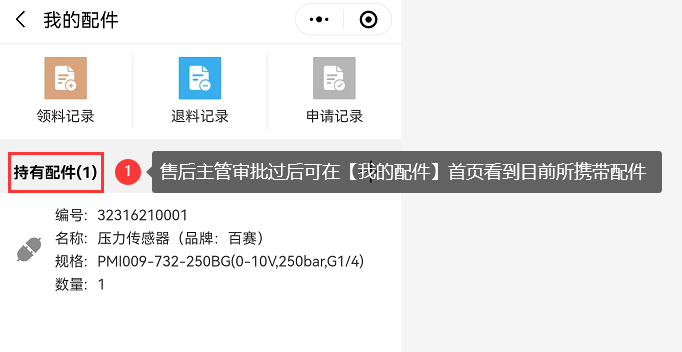 我的配件
领料记录
退料记录
申请记录
持有配件(1)
1
售后主管审批过后可在【我的配件】首页看到目前所携带配件
编号: 32316210001
名称: 压力传感器（品牌：百赛）
规格: PMI009-732-250BG(0-10V,250bar,G1/4)
数量: 1